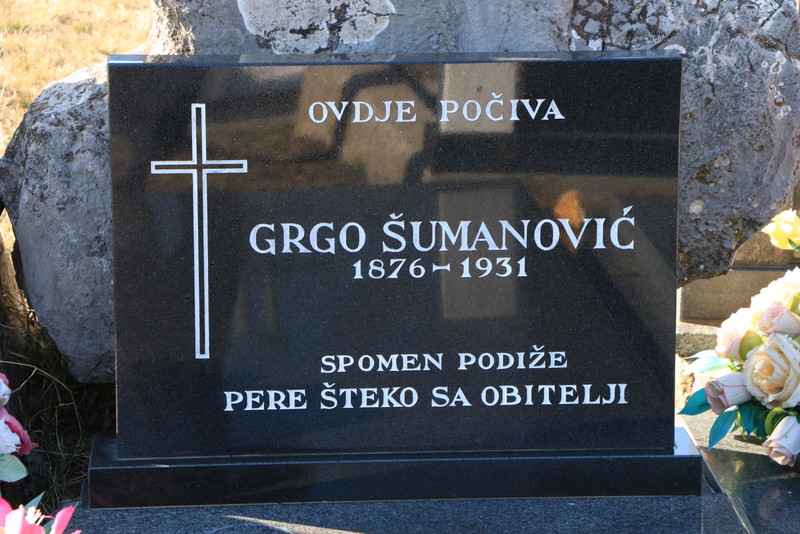 OVDJE POČIVA
GRGO ŠUMANOVIĆ
1876-1931
SPOMEN PODIŽE
PERE ŠTEKO SA OBITELJI